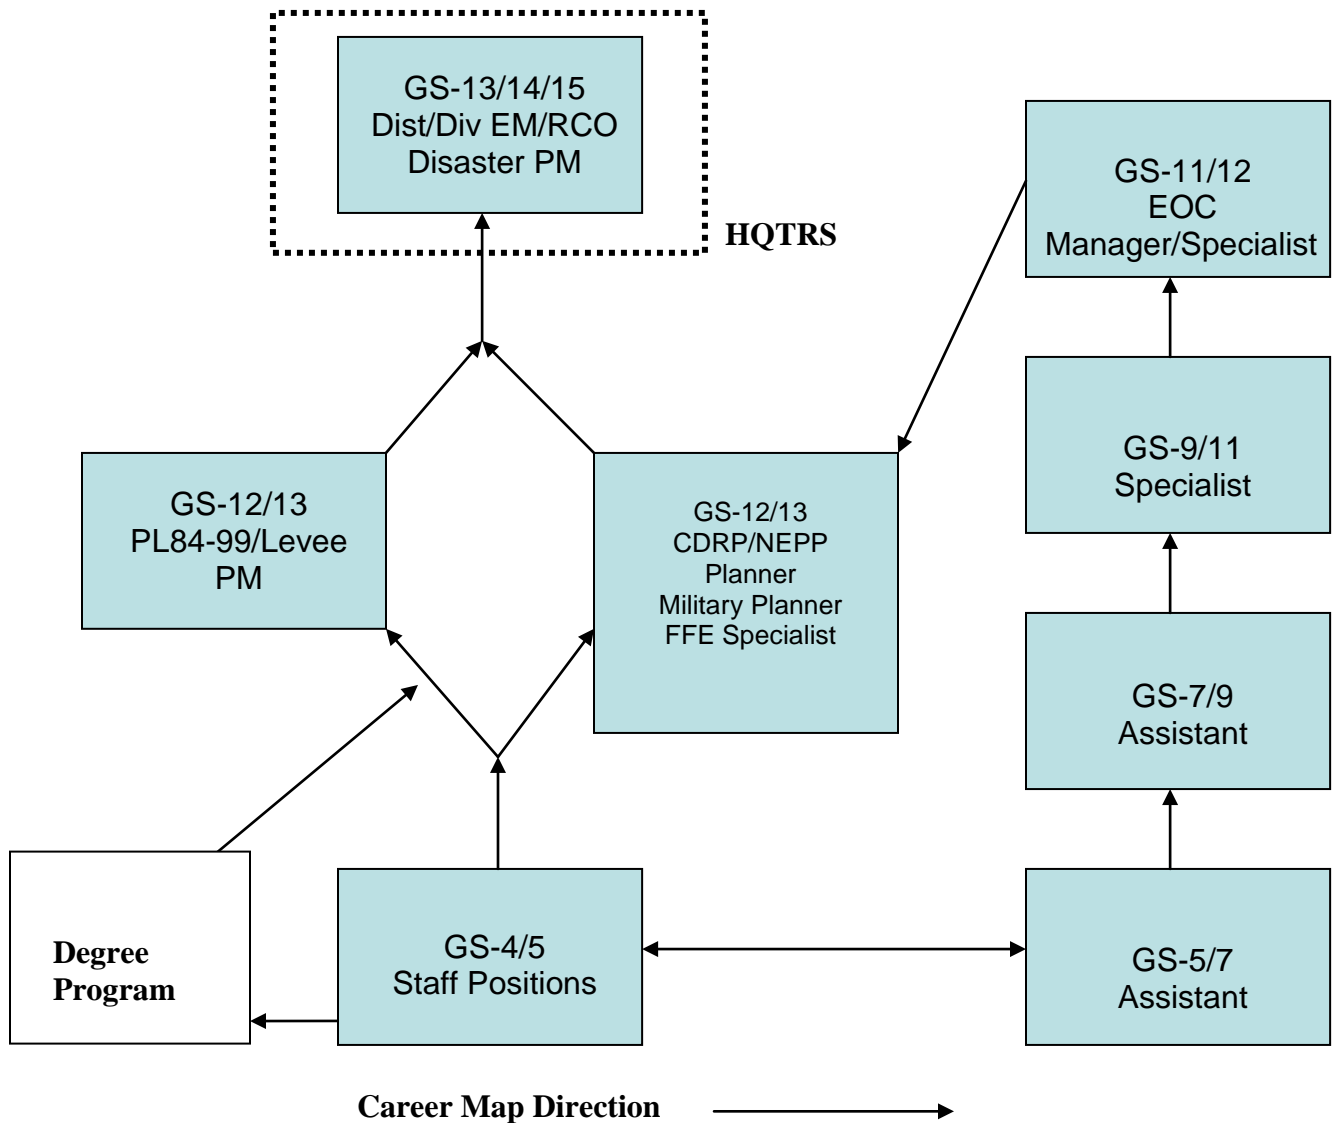 GS-13/14/15
Dist/Div EM/RCO
Disaster PM
HQTRS
GS-11/12
EOC
Manager/Specialist
GS-9/11
Specialist
GS-12/13
PL84-99/Levee
PM
GS-12/13
CDRP/NEPP
Planner
Military Planner
FFE Specialist
GS-7/9
Assistant
Degree
Program
GS-4/5
Staff Positions
GS-5/7
Assistant
Career Map Direction